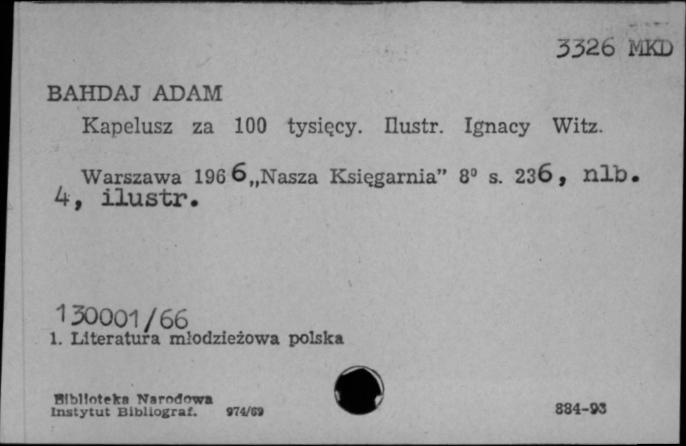 3326 MKD
BAHDAJ ADAM
Kapelusz za 100 tysięcy. Ilustr. Ignacy Witz.
Warszawa 1966 „Nasza Księgarnia” 8⁰ s. 236, nlb.
4, ilustr.
130001/66
1. Literatura młodzieżowa polska
Biblioteka Narodowa
Instytut Bibliograf. 974/69
884-93